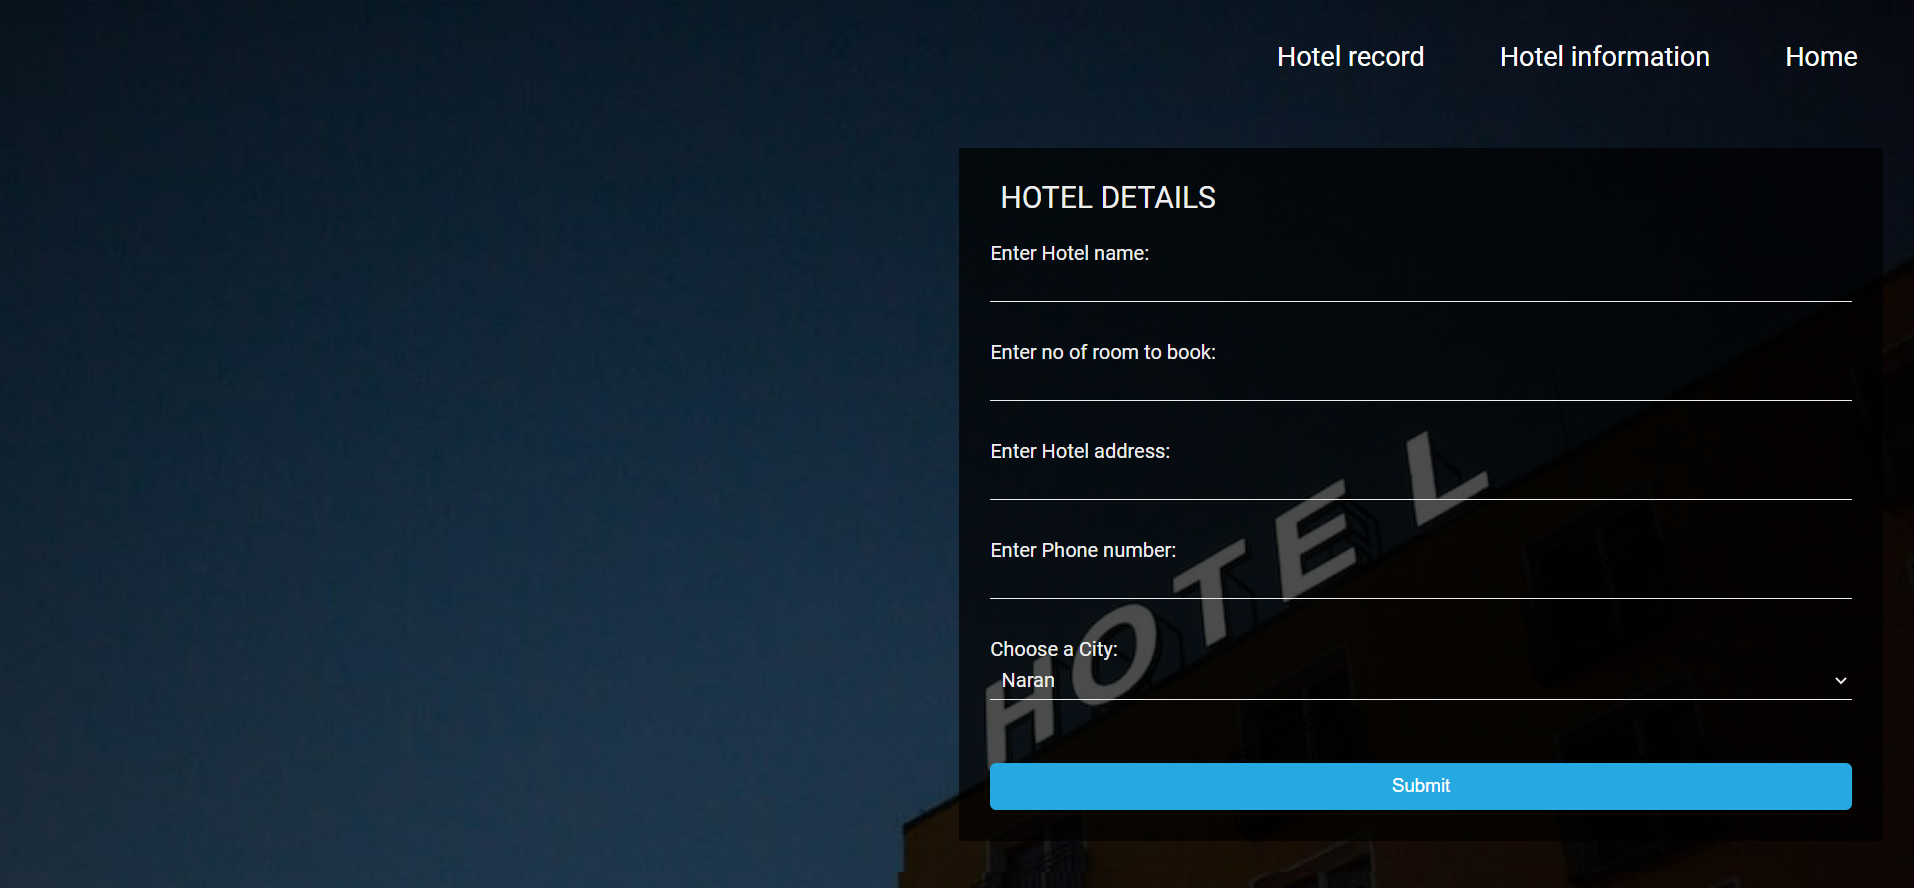 Hotel record Hotel information Home
HOTEL DETAILS
Enter Hotel name:
Enter no of room to book:
Enter Hotel address:
Enter Phone number:
Choose a City:
Naran
Submit
HOTEL